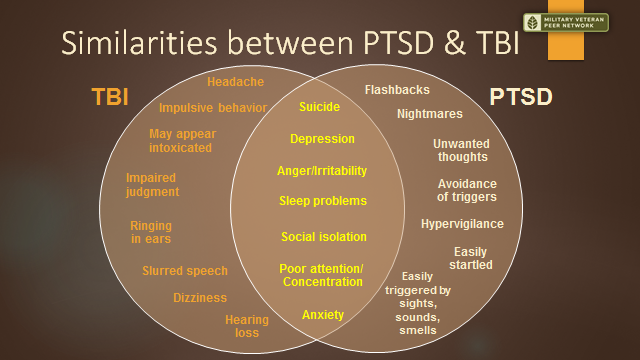 MILITARY VETERAN
PEER NETWORK
Similarities between PTSD & TBI
TBI
Headache
Impulsive behavior
May appear
intoxicated
Impaired
judgment
Ringing
in ears
Slurred speech
Dizziness
Hearing
loss
Suicide
Depression
Anger/Irritability
Sleep problems
Social isolation
Poor attention/
Concentration
Anxiety
PTSD
Flashbacks
Nightmares
Unwanted
thoughts
Avoidance
of triggers
Hypervigilance
Easily
startled
Easily
triggered by
sights,
sounds,
smells